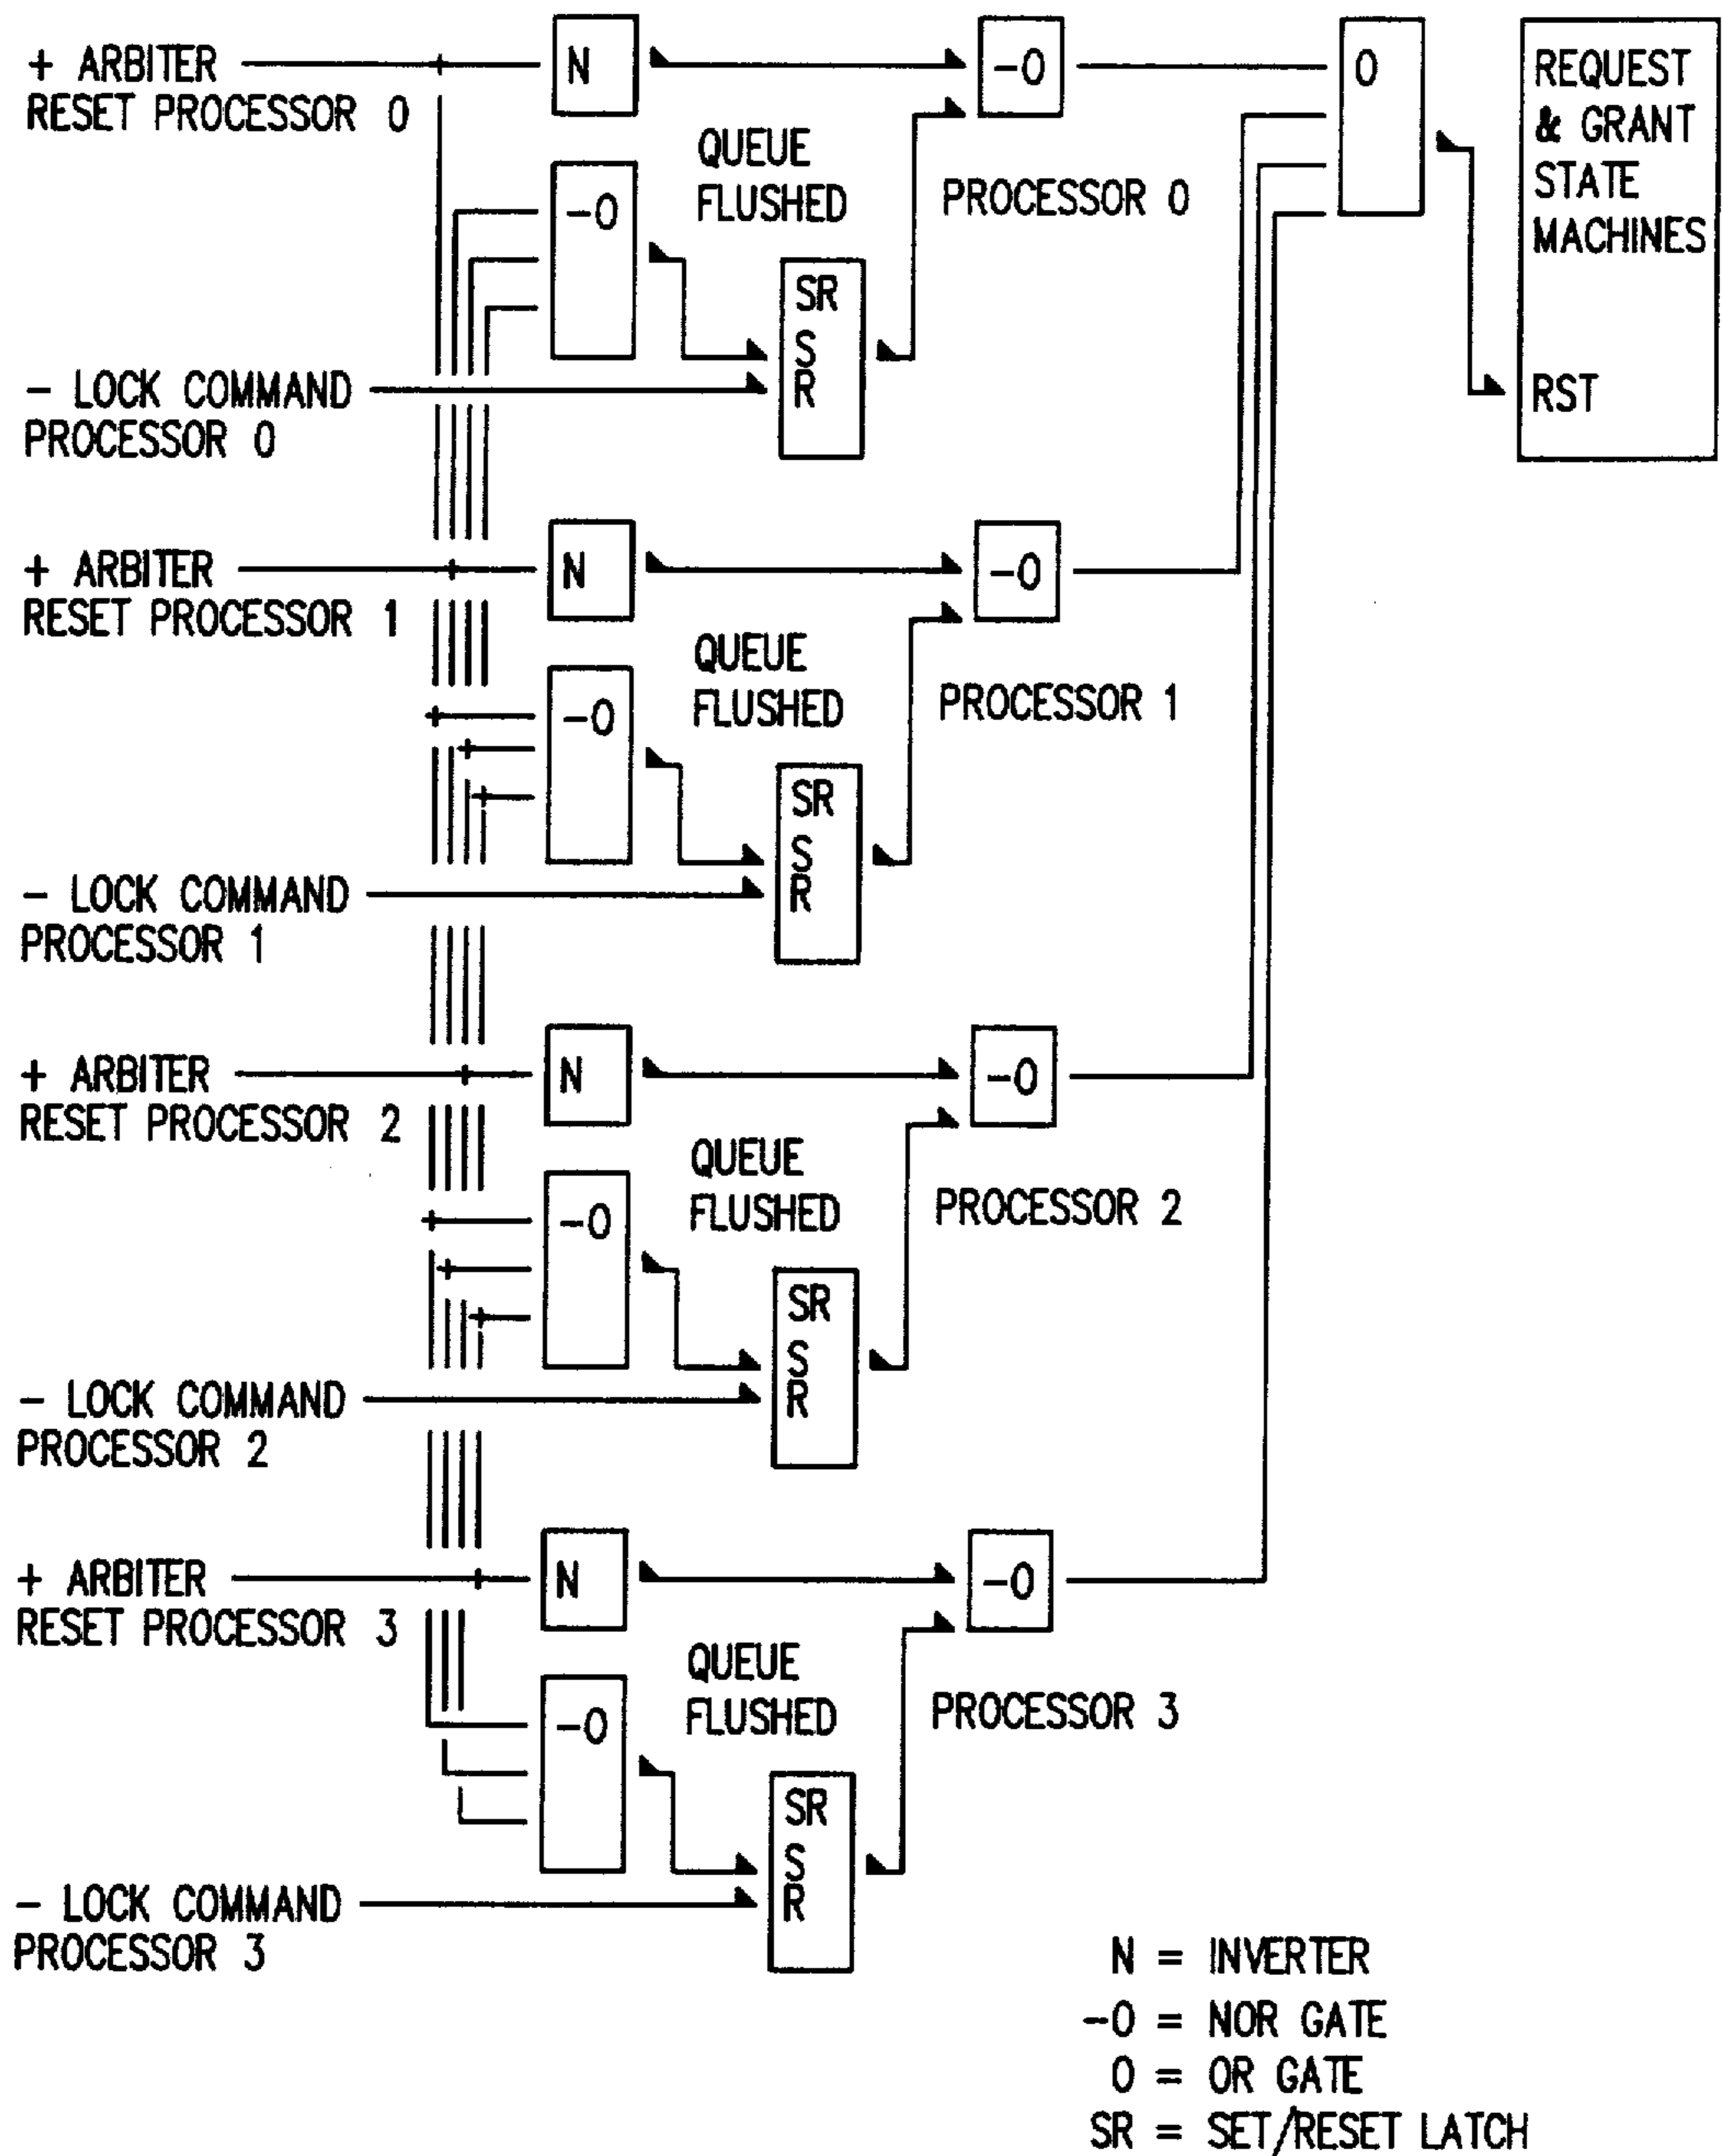 + ARBITER
RESET PROCESSOR 0
N
-O
O
REQUEST
& GRANT
STATE
MACHINES
RST
QUEUE
FLUSHED
PROCESSOR 0
-O
SR
S
R
- LOCK COMMAND
PROCESSOR 0
+ ARBITER
RESET PROCESSOR 1
N
-O
QUEUE
FLUSHED
PROCESSOR 1
-O
SR
S
R
- LOCK COMMAND
PROCESSOR 1
+ ARBITER
RESET PROCESSOR 2
N
-O
QUEUE
FLUSHED
PROCESSOR 2
-O
SR
S
R
- LOCK COMMAND
PROCESSOR 2
+ ARBITER
RESET PROCESSOR 3
N
-O
QUEUE
FLUSHED
PROCESSOR 3
-O
SR
S
R
- LOCK COMMAND
PROCESSOR 3
N = INVERTER
-O = NOR GATE
O = OR GATE
SR = SET/RESET LATCH